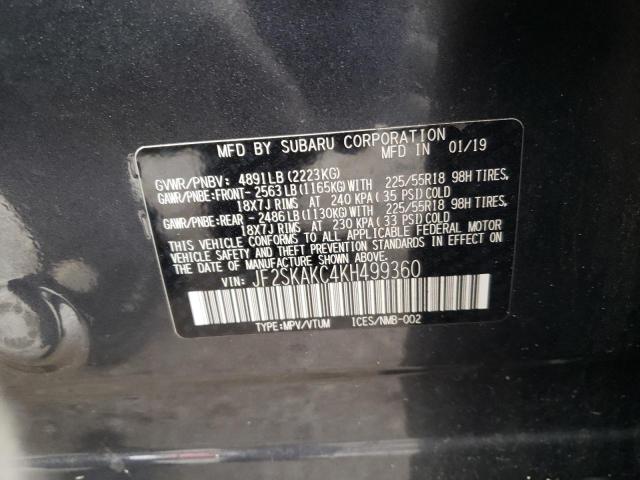 MFD BY SUBARU CORPORATION
MFD IN 01/19
GVWR/PNBV: 4891LB (2223KG)
GAWR/PNBE:FRONT- 2563 LB (1165KG)WITH 225/55R18 98H TIRES,
18X7J RIMS AT 240 KPA ( 35 PSI) COLD
GAWR/PNBE:REAR - 2486 LB (1130KG) WITH 225/55R18 98H TIRES,
18X7J RIMS AT 230 KPA ( 33 PSI) COLD
THIS VEHICLE CONFORMS TO ALL APPLICABLE FEDERAL MOTOR
VEHICLE SAFETY AND THEFT PREVENTION STANDARDS IN EFFECT
ON THE DATE OF MANUFACTURE SHOWN ABOVE.
VIN: JF2SKAKC4KH499360
TYPE:MPV/VTUM ICES/NMB-002